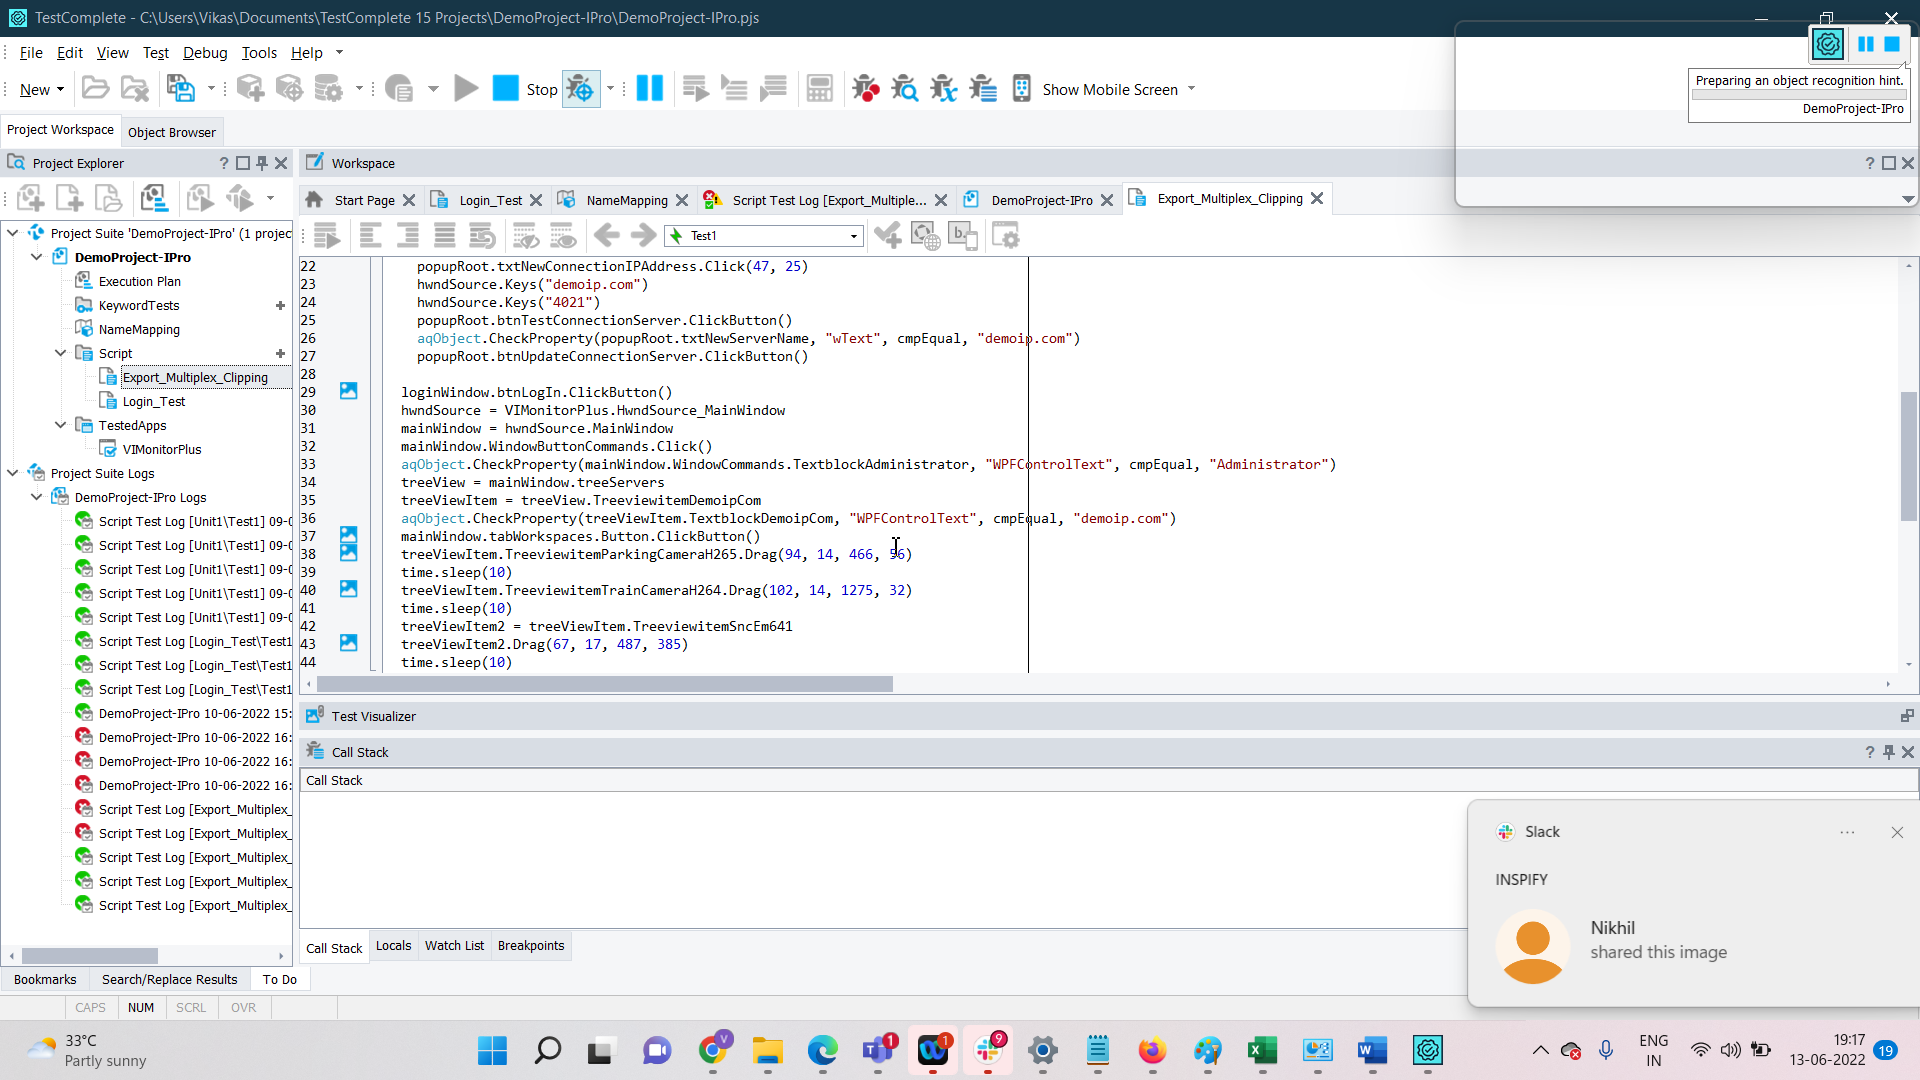 TestComplete - C:\Users\Vikas\Documents\TestComplete 15 Projects\DemoProject-IPro\DemoProject-IPro.pjs
File Edit View Test Debug Tools Help
New Stop Show Mobile Screen
Preparing an object recognition hint.
DemoProject-IPro
Project Workspace Object Browser
Project Explorer ?
Workspace ?
Start Page Login_Test NameMapping Script Test Log [Export_Multiple... DemoProject-IPro Export_Multiplex_Clipping
Test1
Project Suite 'DemoProject-IPro' (1 projec
DemoProject-IPro
Execution Plan
KeywordTests
NameMapping
Script
Export_Multiplex_Clipping
Login_Test
TestedApps
VIMonitorPlus
Project Suite Logs
DemoProject-IPro Logs
Script Test Log [Unit1\Test1] 09-0
Script Test Log [Unit1\Test1] 09-0
Script Test Log [Unit1\Test1] 09-0
Script Test Log [Unit1\Test1] 09-0
Script Test Log [Unit1\Test1] 09-0
Script Test Log [Login_Test\Test1
Script Test Log [Login_Test\Test1
Script Test Log [Login_Test\Test1
DemoProject-IPro 10-06-2022 15:
DemoProject-IPro 10-06-2022 16:
DemoProject-IPro 10-06-2022 16:
DemoProject-IPro 10-06-2022 16:
Script Test Log [Export_Multiplex_
Script Test Log [Export_Multiplex_
Script Test Log [Export_Multiplex_
Script Test Log [Export_Multiplex_
Script Test Log [Export_Multiplex_
22 popupRoot.txtNewConnectionIPAddress.Click(47, 25)
23 hwndSource.Keys("demoip.com")
24 hwndSource.Keys("4021")
25 popupRoot.btnTestConnectionServer.ClickButton()
26 aqObject.CheckProperty(popupRoot.txtNewServerName, "wText", cmpEqual, "demoip.com")
27 popupRoot.btnUpdateConnectionServer.ClickButton()
28
29 loginWindow.btnLogIn.ClickButton()
30 hwndSource = VIMonitorPlus.HwndSource_MainWindow
31 mainWindow = hwndSource.MainWindow
32 mainWindow.WindowButtonCommands.Click()
33 aqObject.CheckProperty(mainWindow.WindowCommands.TextblockAdministrator, "WPFControlText", cmpEqual, "Administrator")
34 treeView = mainWindow.treeServers
35 treeViewItem = treeView.TreeviewitemDemoipCom
36 aqObject.CheckProperty(treeViewItem.TextblockDemoipCom, "WPFControlText", cmpEqual, "demoip.com")
37 mainWindow.tabWorkspaces.Button.ClickButton()
38 treeViewItem.TreeviewitemParkingCameraH265.Drag(94, 14, 466, 6)
39 time.sleep(10)
40 treeViewItem.TreeviewitemTrainCameraH264.Drag(102, 14, 1275, 32)
41 time.sleep(10)
42 treeViewItem2 = treeViewItem.TreeviewitemSncEm641
43 treeViewItem2.Drag(67, 17, 487, 385)
44 time.sleep(10)
Test Visualizer
Call Stack ?
Call Stack
Call Stack Locals Watch List Breakpoints
Bookmarks Search/Replace Results To Do
CAPS NUM SCRL OVR
Slack
INSPIFY
Nikhil
shared this image
33°C
Partly sunny
V 1 1 9
ENG
IN
19:17
13-06-2022
19